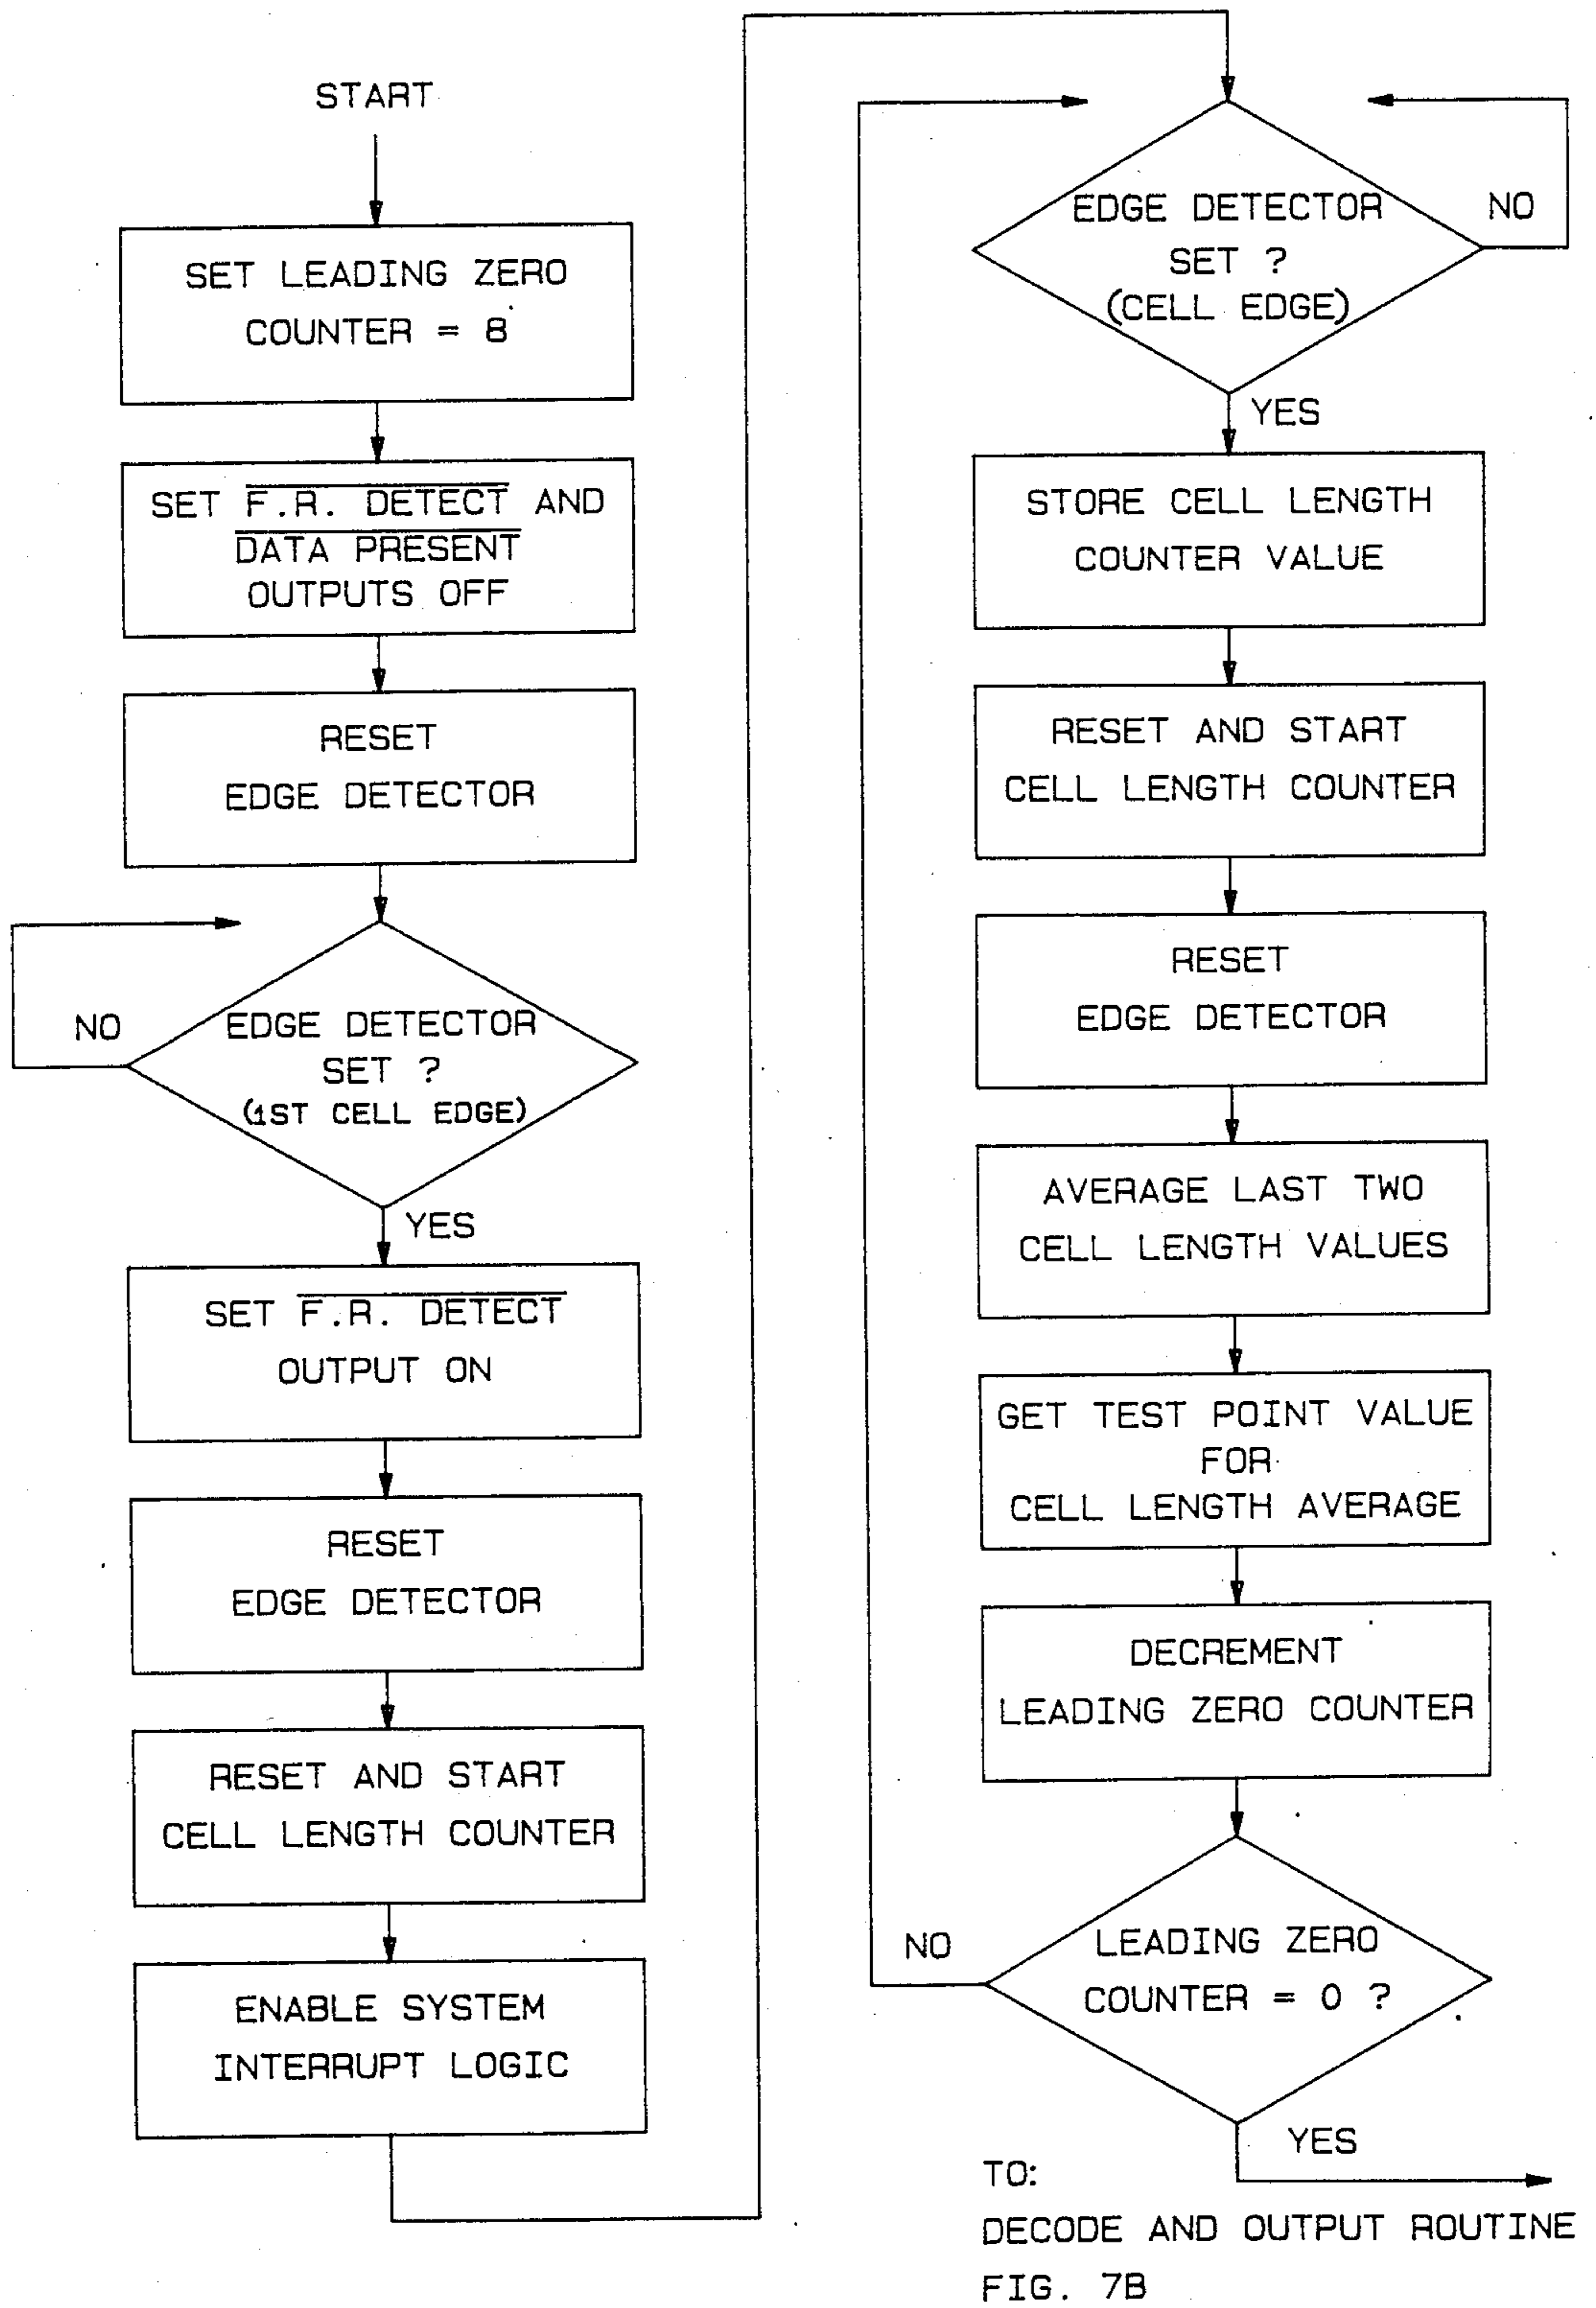 START
SET LEADING ZERO
COUNTER = 8
SET F.R. DETECT AND
DATA PRESENT
OUTPUTS OFF
RESET
EDGE DETECTOR
NO
EDGE DETECTOR
SET ?
(1ST CELL EDGE)
YES
SET F.R. DETECT
OUTPUT ON
RESET
EDGE DETECTOR
RESET AND START
CELL LENGTH COUNTER
ENABLE SYSTEM
INTERRUPT LOGIC
EDGE DETECTOR
SET ?
(CELL EDGE)
NO
YES
STORE CELL LENGTH
COUNTER VALUE
RESET AND START
CELL LENGTH COUNTER
RESET
EDGE DETECTOR
AVERAGE LAST TWO
CELL LENGTH VALUES
GET TEST POINT VALUE
FOR
CELL LENGTH AVERAGE
DECREMENT
LEADING ZERO COUNTER
NO
LEADING ZERO
COUNTER = 0 ?
YES
TO:
DECODE AND OUTPUT ROUTINE
FIG. 7B